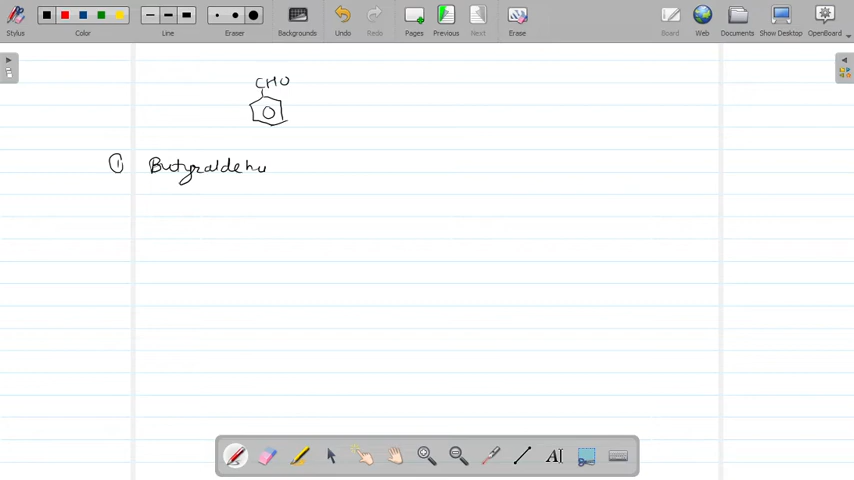 Stylus
Color
Line
Eraser
Backgrounds
Undo
Redo
Pages
Previous
Next
Erase
Board
Web
Documents
Show Desktop
OpenBoard
CHO
① Butyraldehy